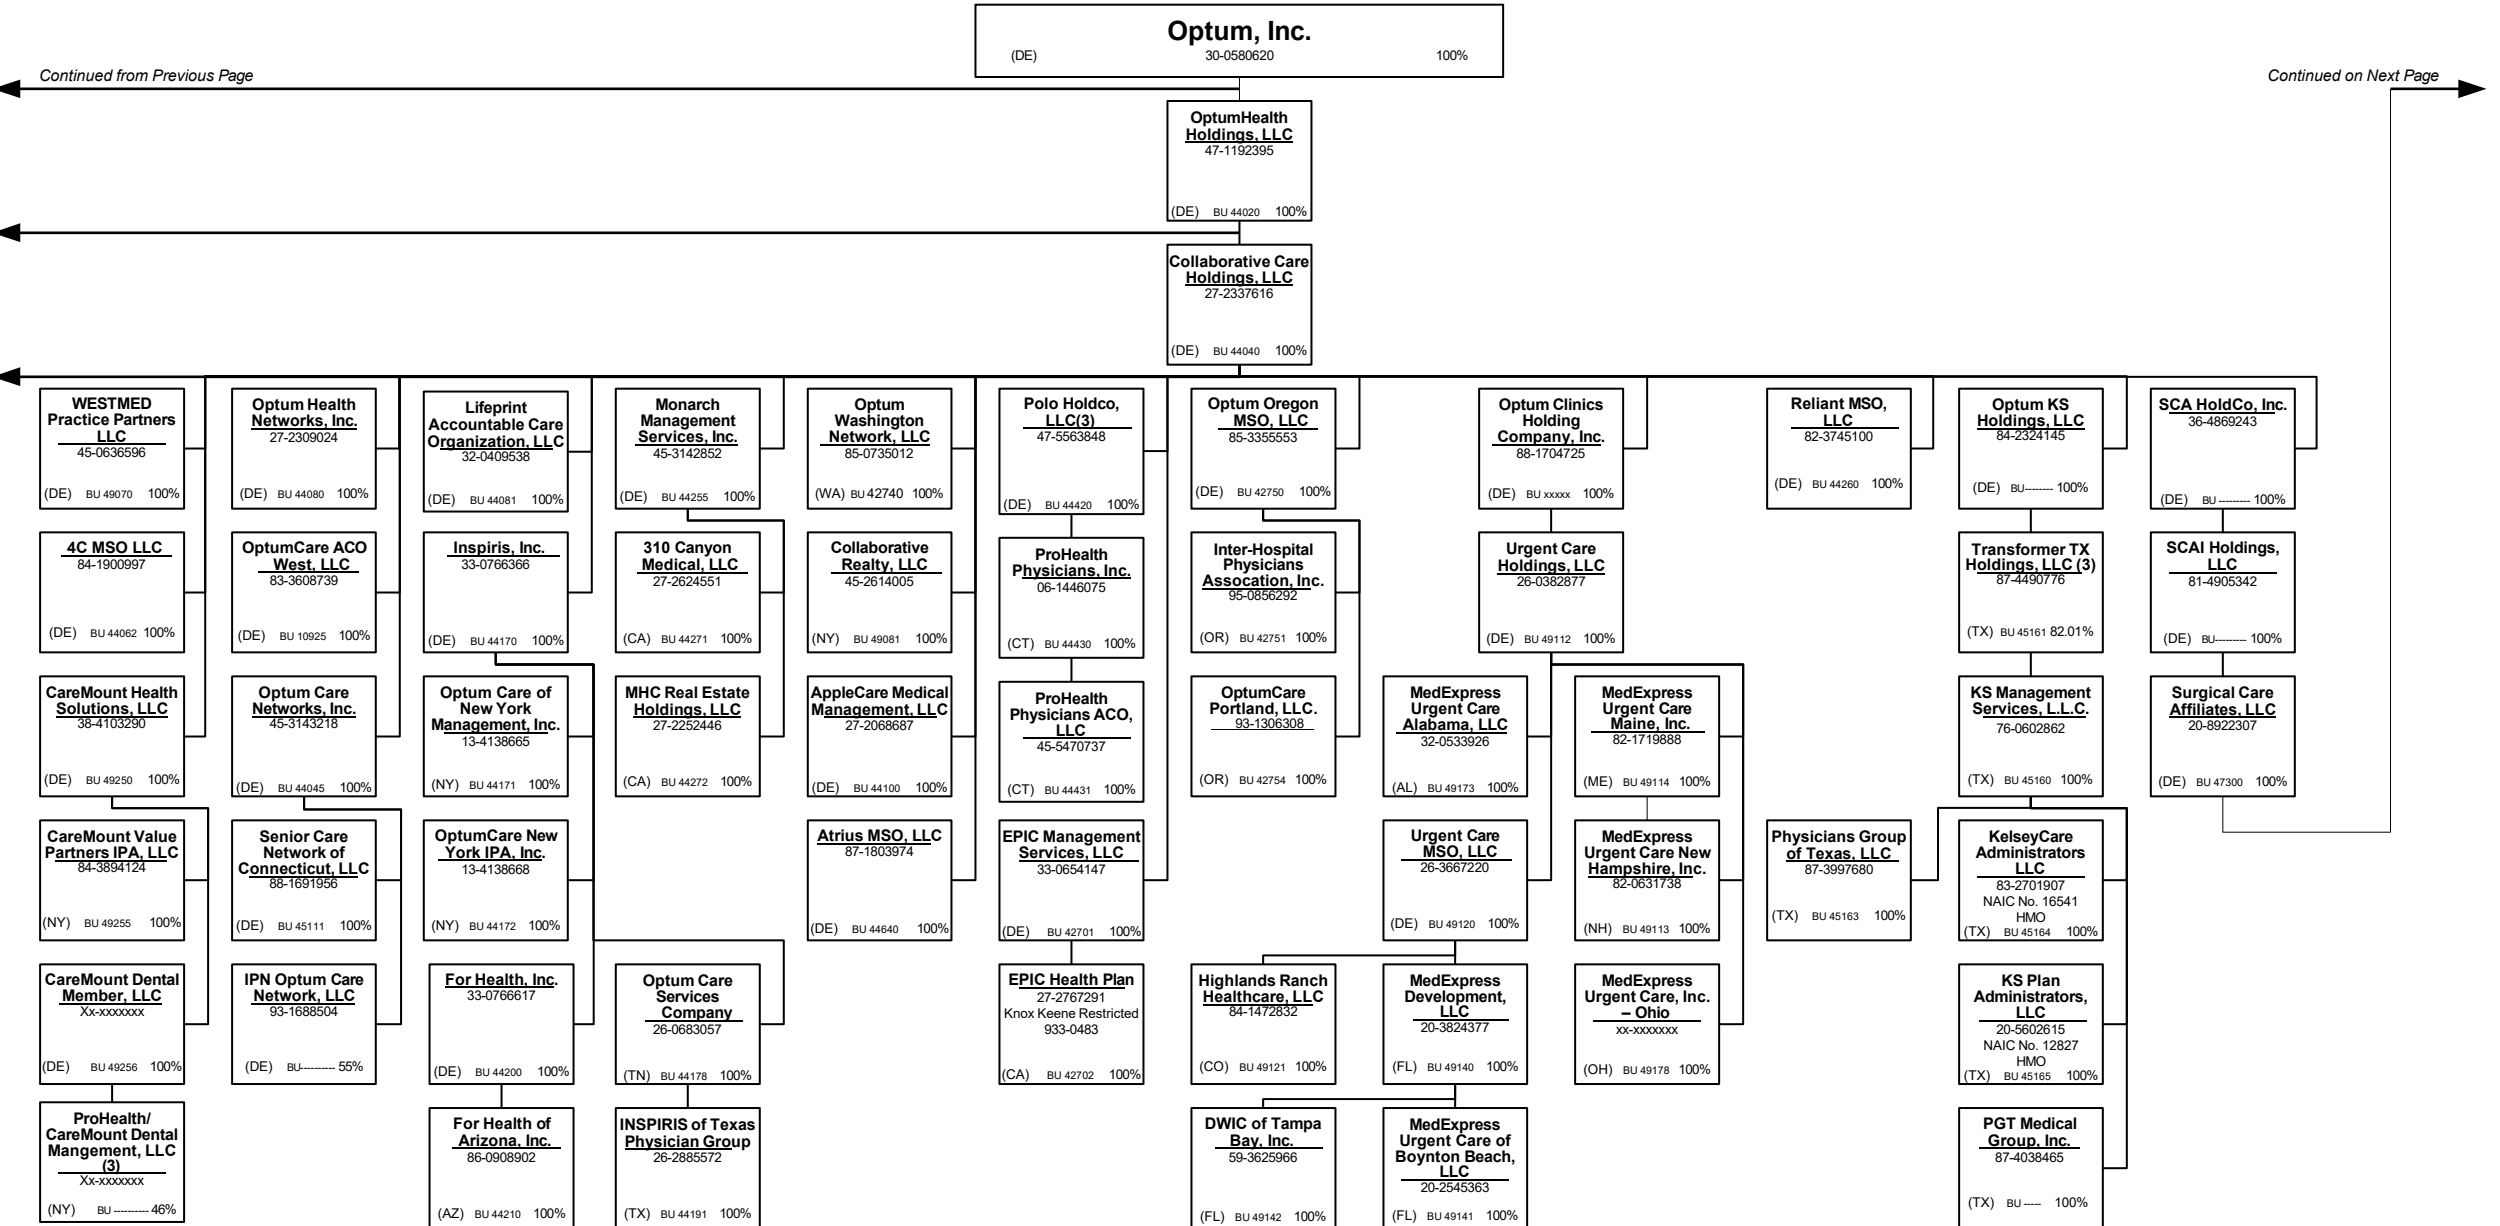 Optum, Inc.
(DE) 30-0580620 100%
Continued from Previous Page
Continued on Next Page
OptumHealth
Holdings, LLC
47-1192395
(DE) BU 44020 100%
Collaborative Care
Holdings, LLC
27-2337616
(DE) BU 44040 100%
WESTMED
Practice Partners
LLC
45-0636596
(DE) BU 49070 100%
Optum Health
Networks, Inc.
27-2309024
(DE) BU 44080 100%
Lifeprint
Accountable Care
Organization, LLC
32-0409538
(DE) BU 44081 100%
Monarch
Management
Services, Inc.
45-3142852
(DE) BU 44255 100%
Optum
Washington
Network, LLC
85-0735012
(WA) BU 42740 100%
Polo Holdco,
LLC(3)
47-5563848
(DE) BU 44420 100%
Optum Oregon
MSO, LLC
85-3355553
(DE) BU 42750 100%
Optum Clinics
Holding
Company, Inc.
88-1704725
(DE) BU xxxxx 100%
Reliant MSO,
LLC
82-3745100
(DE) BU 44260 100%
Optum KS
Holdings, LLC
84-2324145
(DE) BU-------- 100%
SCA HoldCo, Inc.
36-4869243
(DE) BU --------- 100%
4C MSO LLC
84-1900997
(DE) BU 44062 100%
OptumCare ACO
West, LLC
83-3608739
(DE) BU 10925 100%
Inspiris, Inc.
33-0766366
(DE) BU 44170 100%
310 Canyon
Medical, LLC
27-2624551
(CA) BU 44271 100%
Collaborative
Realty, LLC
45-2614005
(NY) BU 49081 100%
ProHealth
Physicians, Inc.
06-1446075
(CT) BU 44430 100%
Inter-Hospital
Physicians
Assocation, Inc.
95-0856292
(OR) BU 42751 100%
Urgent Care
Holdings, LLC
26-0382877
(DE) BU 49112 100%
Transformer TX
Holdings, LLC (3)
87-4490776
(TX) BU 45161 82.01%
SCAI Holdings,
LLC
81-4905342
(DE) BU--------- 100%
CareMount Health
Solutions, LLC
38-4103290
(DE) BU 49250 100%
Optum Care
Networks, Inc.
45-3143218
(DE) BU 44045 100%
Optum Care of
New York
Management, Inc.
13-4138665
(NY) BU 44171 100%
MHC Real Estate
Holdings, LLC
27-2252446
(CA) BU 44272 100%
AppleCare Medical
Management, LLC
27-2068687
(DE) BU 44100 100%
ProHealth
Physicians ACO,
LLC
45-5470737
(CT) BU 44431 100%
OptumCare
Portland, LLC.
93-1306308
(OR) BU 42754 100%
MedExpress
Urgent Care
Alabama, LLC
32-0533926
(AL) BU 49173 100%
MedExpress
Urgent Care
Maine, Inc.
82-1719888
(ME) BU 49114 100%
KS Management
Services, L.L.C.
76-0602862
(TX) BU 45160 100%
Surgical Care
Affiliates, LLC
20-8922307
(DE) BU 47300 100%
CareMount Value
Partners IPA, LLC
84-3894124
(NY) BU 49255 100%
Senior Care
Network of
Connecticut, LLC
88-1691956
(DE) BU 45111 100%
OptumCare New
York IPA, Inc.
13-4138668
(NY) BU 44172 100%
Atrius MSO, LLC
87-1803974
(DE) BU 44640 100%
EPIC Management
Services, LLC
33-0654147
(DE) BU 42701 100%
Urgent Care
MSO, LLC
26-3667220
(DE) BU 49120 100%
MedExpress
Urgent Care New
Hampshire, Inc.
82-0631738
(NH) BU 49113 100%
Physicians Group
of Texas, LLC
87-3997680
(TX) BU 45163 100%
KelseyCare
Administrators
LLC
83-2701907
NAIC No. 16541
HMO
(TX) BU 45164 100%
CareMount Dental
Member, LLC
Xx-xxxxxxx
(DE) BU 49256 100%
IPN Optum Care
Network, LLC
93-1688504
(DE) BU---------- 55%
For Health, Inc.
33-0766617
(DE) BU 44200 100%
Optum Care
Services
Company
26-0683057
(TN) BU 44178 100%
EPIC Health Plan
27-2767291
Knox Keene Restricted
933-0483
(CA) BU 42702 100%
Highlands Ranch
Healthcare, LLC
84-1472832
(CO) BU 49121 100%
MedExpress
Development,
LLC
20-3824377
(FL) BU 49140 100%
MedExpress
Urgent Care, Inc.
– Ohio
xx-xxxxxxx
(OH) BU 49178 100%
KS Plan
Administrators,
LLC
20-5602615
NAIC No. 12827
HMO
(TX) BU 45165 100%
ProHealth/
CareMount Dental
Mangement, LLC
(3)
Xx-xxxxxxx
(NY) BU ---------- 46%
For Health of
Arizona, Inc.
86-0908902
(AZ) BU 44210 100%
INSPIRIS of Texas
Physician Group
26-2885572
(TX) BU 44191 100%
DWIC of Tampa
Bay, Inc.
59-3625966
(FL) BU 49142 100%
MedExpress
Urgent Care of
Boynton Beach,
LLC
20-2545363
(FL) BU 49141 100%
PGT Medical
Group, Inc.
87-4038465
(TX) BU ----- 100%